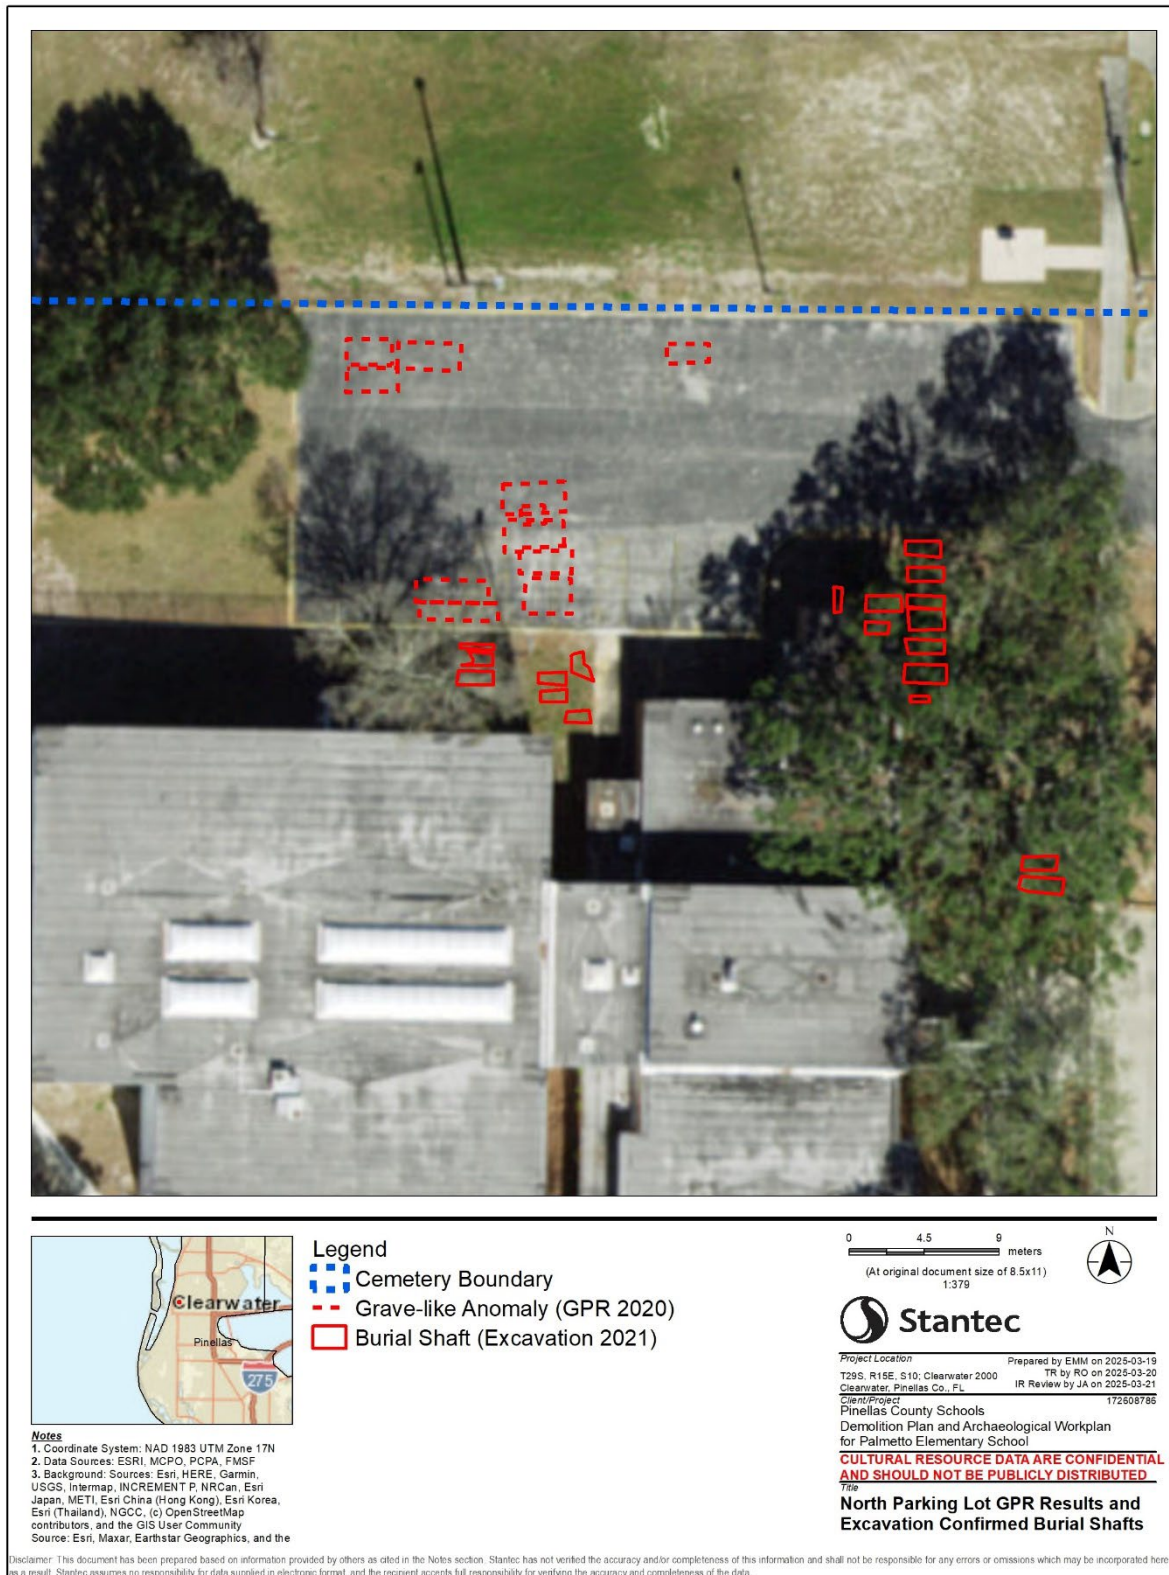 Clearwater
Pinellas
275
Notes
1. Coordinate System: NAD 1983 UTM Zone 17N
2. Data Sources: ESRI, MCPO, PCPA, FMSF
3. Background: Sources: Esri, HERE, Garmin,
USGS, Intermap, INCREMENT P, NRCan, Esri
Japan, METI, Esri China (Hong Kong), Esri Korea,
Esri (Thailand), NGCC, (c) OpenStreetMap
contributors, and the GIS User Community
Source: Esri, Maxar, Earthstar Geographics, and the
Legend
Cemetery Boundary
Grave-like Anomaly (GPR 2020)
Burial Shaft (Excavation 2021)
0 4.5 9
meters
(At original document size of 8.5x11)
1:379
N
Stantec
Project Location
T29S, R15E, S10; Clearwater 2000
Clearwater, Pinellas Co., FL
Prepared by EMM on 2025-03-19
TR by RO on 2025-03-20
IR Review by JA on 2025-03-21
Client/Project 172608786
Pinellas County Schools
Demolition Plan and Archaeological Workplan
for Palmetto Elementary School
CULTURAL RESOURCE DATA ARE CONFIDENTIAL
AND SHOULD NOT BE PUBLICLY DISTRIBUTED
Title
North Parking Lot GPR Results and
Excavation Confirmed Burial Shafts
Disclaimer: This document has been prepared based on information provided by others as cited in the Notes section. Stantec has not verified the accuracy and/or completeness of this information and shall not be responsible for any errors or omissions which may be incorporated here
as a result. Stantec assumes no responsibility for data supplied in electronic format, and the recipient accepts full responsibility for verifying the accuracy and completeness of the data.